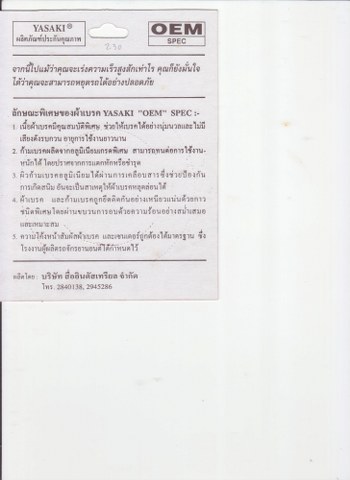 YASAKI ®
ผลิตภัณฑ์ประกันคุณภาพ
OEM
SPEC
จากนี้ไปแม้ว่าคุณจะเร่งความเร็วสูงสักเท่าไร คุณก็ยังมั่นใจ
ได้ว่าคุณจะสามารถหยุดรถได้อย่างปลอดภัย
ลักษณะพิเศษของผ้าเบรค YASAKI "OEM" SPEC :-
1. เนื้อผ้าเบรคมีคุณสมบัติพิเศษ ช่วยให้เบรคได้อย่างนุ่มนวลและไม่มี
เสียงดังรบกวน อายุการใช้งานยาวนาน
2. ก้ามเบรคผลิตจากอลูมิเนียมเกรดพิเศษ สามารถทนต่อการใช้งาน-
หนักได้ โดยปราศจากการแตกหักหรือชำรุด
3. ผิวก้ามเบรคอลูมิเนียมได้ผ่านการเคลือบสารซึ่งช่วยป้องกัน
การเกิดสนิม อันจะเป็นสาเหตุให้ผ้าเบรคหลุดล่อนได้
4. ผ้าเบรค และก้ามเบรคถูกยึดติดกันอย่างเหนียวแน่นด้วยกาว
ชนิดพิเศษโดยผ่านขบวนการอบด้วยความร้อนอย่างสม่ำเสมอ
และเหมาะสม
5. ความโค้งหน้าสัมผัสผ้าเบรค และเซนเตอร์ถูกต้องได้มาตรฐาน ซึ่ง
โรงงานผู้ผลิตรถจักรยานยนต์ได้กำหนดไว้
ผลิตโดย: บริษัท สื่ออินดัสเทรียล จำกัด
โทร. 2840138, 2945286